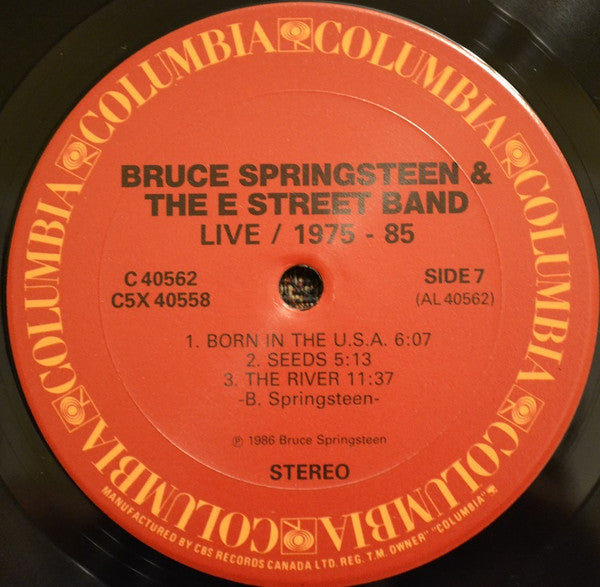 COLUMBIA COLUMBIA COLUMBIA COLUMBIA COLUMBIA COLUMBIA COLUMBIA COLUMBIA
BRUCE SPRINGSTEEN &
THE E STREET BAND
LIVE / 1975 - 85
C 40562
C5X 40558
SIDE 7
(AL 40562)
1. BORN IN THE U.S.A. 6:07
2. SEEDS 5:13
3. THE RIVER 11:37
-B. Springsteen-
℗ 1986 Bruce Springsteen
STEREO
MANUFACTURED BY CBS RECORDS CANADA LTD. REG. T.M. OWNER" "COLUMBIA"